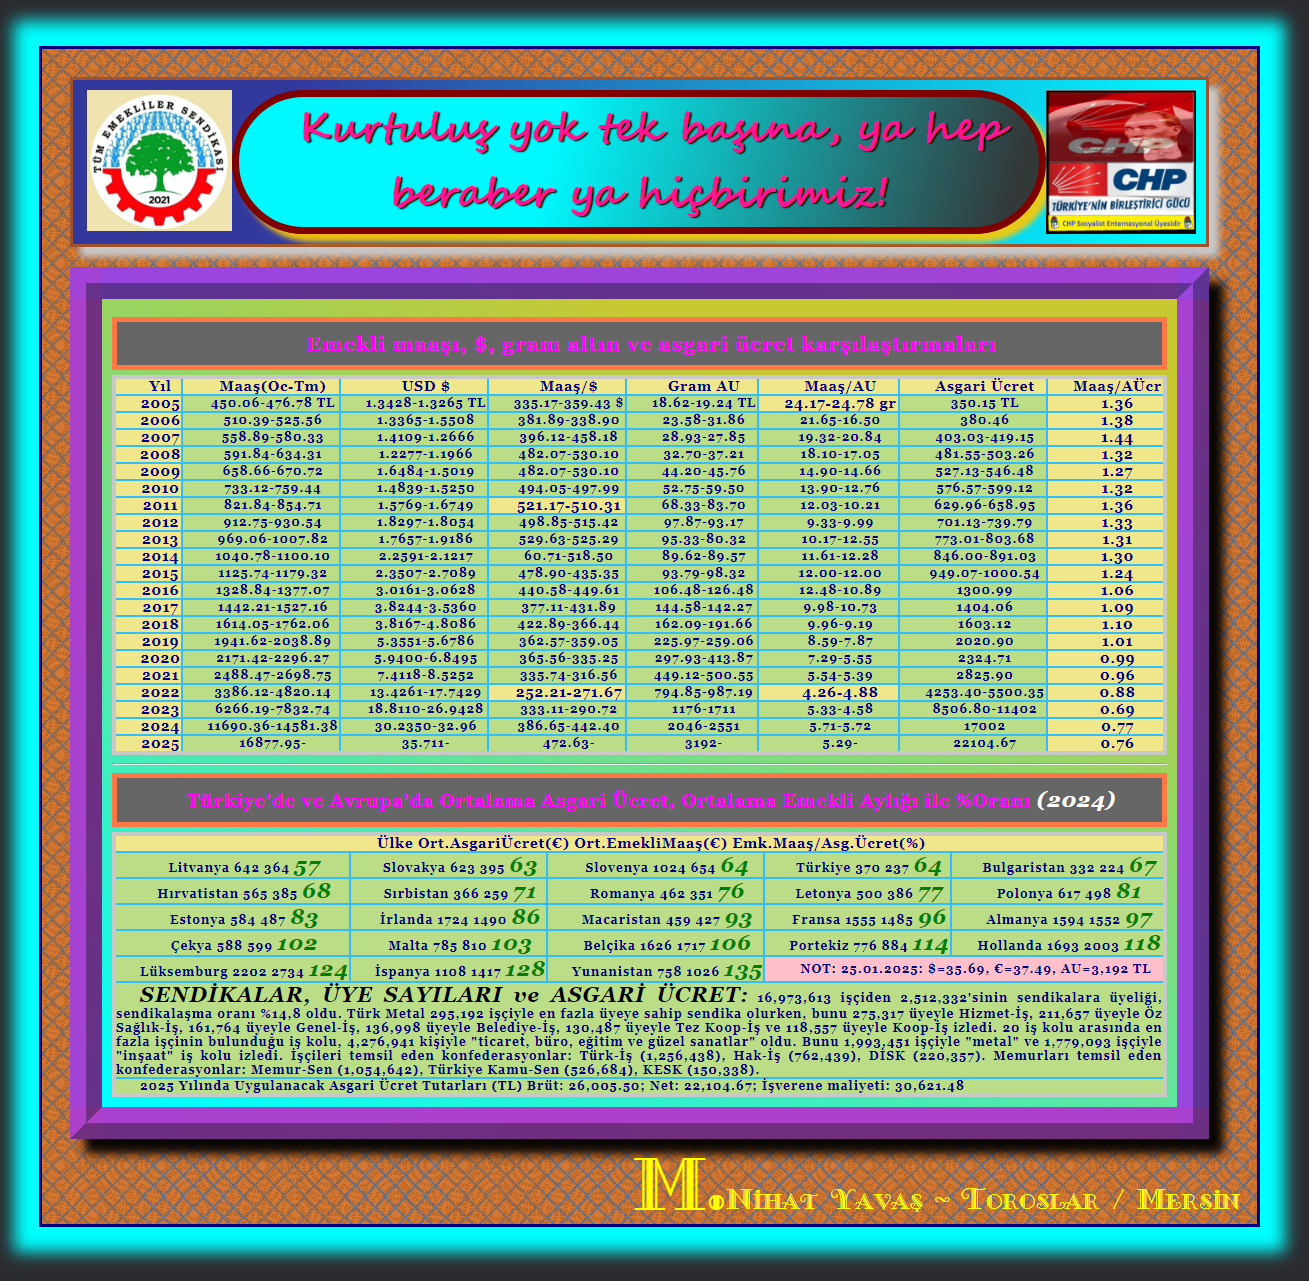 TÜM EMEKLİLER SENDİKASI
2021
Kurtuluş yok tek başına, ya hep
beraber ya hiçbirimiz!
CHP
CHP
TÜRKİYE'NİN BİRLEŞTİRİCİ GÜCÜ
CHP Sosyalist Enternasyonal Üyesidir
Emekli maaşı, $, gram altın ve asgari ücret karşılaştırmaları
Yıl Maaş(Oc-Tm) USD $ Maaş/$ Gram AU Maaş/AU Asgari Ücret Maaş/AÜcr
2005 450.06-476.78 TL 1.3428-1.3265 TL 335.17-359.43 $ 18.62-19.24 TL 24.17-24.78 gr 350.15 TL 1.36
2006 510.39-525.56 1.3365-1.5508 381.89-338.90 23.58-31.86 21.65-16.50 380.46 1.38
2007 558.89-580.33 1.4109-1.2666 396.12-458.18 28.93-27.85 19.32-20.84 403.03-419.15 1.44
2008 591.84-634.31 1.2277-1.1966 482.07-530.10 32.70-37.21 18.10-17.05 481.55-503.26 1.32
2009 658.66-670.72 1.6484-1.5019 482.07-530.10 44.20-45.76 14.90-14.66 527.13-546.48 1.27
2010 733.12-759.44 1.4839-1.5250 494.05-497.99 52.75-59.50 13.90-12.76 576.57-599.12 1.32
2011 821.84-854.71 1.5769-1.6749 521.17-510.31 68.33-83.70 12.03-10.21 629.96-658.95 1.36
2012 912.75-930.54 1.8297-1.8054 498.85-515.42 97.87-93.17 9.33-9.99 701.13-739.79 1.33
2013 969.06-1007.82 1.7657-1.9186 529.63-525.29 95.33-80.32 10.17-12.55 773.01-803.68 1.31
2014 1040.78-1100.10 2.2591-2.1217 60.71-518.50 89.62-89.57 11.61-12.28 846.00-891.03 1.30
2015 1125.74-1179.32 2.3507-2.7089 478.90-435.35 93.79-98.32 12.00-12.00 949.07-1000.54 1.24
2016 1328.84-1377.07 3.0161-3.0628 440.58-449.61 106.48-126.48 12.48-10.89 1300.99 1.06
2017 1442.21-1527.16 3.8244-3.5360 377.11-431.89 144.58-142.27 9.98-10.73 1404.06 1.09
2018 1614.05-1762.06 3.8167-4.8086 422.89-366.44 162.09-191.66 9.96-9.19 1603.12 1.10
2019 1941.62-2038.89 5.3551-5.6786 362.57-359.05 225.97-259.06 8.59-7.87 2020.90 1.01
2020 2171.42-2296.27 5.9400-6.8495 365.56-335.25 297.93-413.87 7.29-5.55 2324.71 0.99
2021 2488.47-2698.75 7.4118-8.5252 335.74-316.56 449.12-500.55 5.54-5.39 2825.90 0.96
2022 3386.12-4820.14 13.4261-17.7429 252.21-271.67 794.85-987.19 4.26-4.88 4253.40-5500.35 0.88
2023 6266.19-7832.74 18.8110-26.9428 333.11-290.72 1176-1711 5.33-4.58 8506.80-11402 0.69
2024 11690.36-14581.38 30.2350-32.96 386.65-442.40 2046-2551 5.71-5.72 17002 0.77
2025 16877.95- 35.711- 472.63- 3192- 5.29- 22104.67 0.76
Türkiye'de ve Avrupa'da Ortalama Asgari Ücret, Ortalama Emekli Aylığı ile %Oranı (2024)
Ülke Ort.AsgariÜcret(€) Ort.EmekliMaaş(€) Emk.Maaş/Asg.Ücret(%)
Litvanya 642 364 57 Slovakya 623 395 63 Slovenya 1024 654 64 Türkiye 370 237 64 Bulgaristan 332 224 67
Hırvatistan 565 385 68 Sırbistan 366 259 71 Romanya 462 351 76 Letonya 500 386 77 Polonya 617 498 81
Estonya 584 487 83 İrlanda 1724 1490 86 Macaristan 459 427 93 Fransa 1555 1485 96 Almanya 1594 1552 97
Çekya 588 599 102 Malta 785 810 103 Belçika 1626 1717 106 Portekiz 776 884 114 Hollanda 1693 2003 118
Lüksemburg 2202 2734 124 İspanya 1108 1417 128 Yunanistan 758 1026 135 NOT: 25.01.2025: $=35.69, €=37.49, AU=3,192 TL
SENDİKALAR, ÜYE SAYILARI ve ASGARİ ÜCRET: 16,973,613 işçiden 2,512,332'sinin sendikalara üyeliği,
sendikalaşma oranı %14,8 oldu. Türk Metal 295,192 işçiyle en fazla üyeye sahip sendika olurken, bunu 275,317 üyeyle Hizmet-İş, 211,657 üyeyle Öz
Sağlık-İş, 161,764 üyeyle Genel-İş, 136,998 üyeyle Belediye-İş, 130,487 üyeyle Tez Koop-İş ve 118,557 üyeyle Koop-İş izledi. 20 iş kolu arasında en
fazla işçinin bulunduğu iş kolu, 4,276,941 kişiyle "ticaret, büro, eğitim ve güzel sanatlar" oldu. Bunu 1,993,451 işçiyle "metal" ve 1,779,093 işçiyle
"inşaat" iş kolu izledi. İşçileri temsil eden konfederasyonlar: Türk-İş (1,256,438), Hak-İş (762,439), DİSK (220,357). Memurları temsil eden
konfederasyonlar: Memur-Sen (1,054,642), Türkiye Kamu-Sen (526,684), KESK (150,338).
2025 Yılında Uygulanacak Asgari Ücret Tutarları (TL) Brüt: 26,005.50; Net: 22,104.67; İşverene maliyeti: 30,621.48
M.Nihat Yavaş ~ Toroslar / Mersin